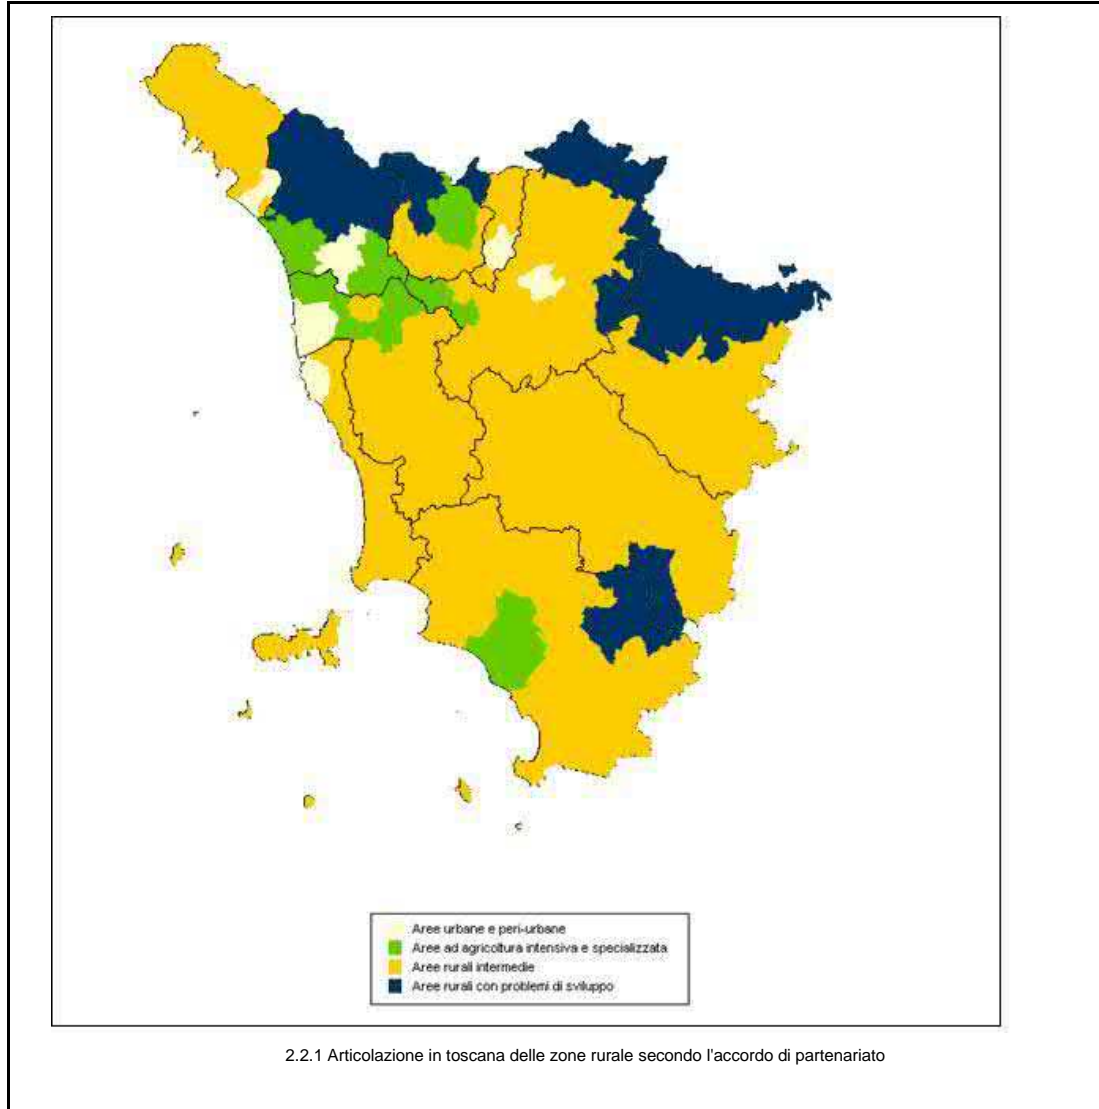 Aree urbane e peri-urbane
Aree ad agricoltura intensiva e specializzata
Aree rurali intermedie
Aree rurali con problemi di sviluppo
2.2.1 Articolazione in toscana delle zone rurale secondo l'accordo di partenariato